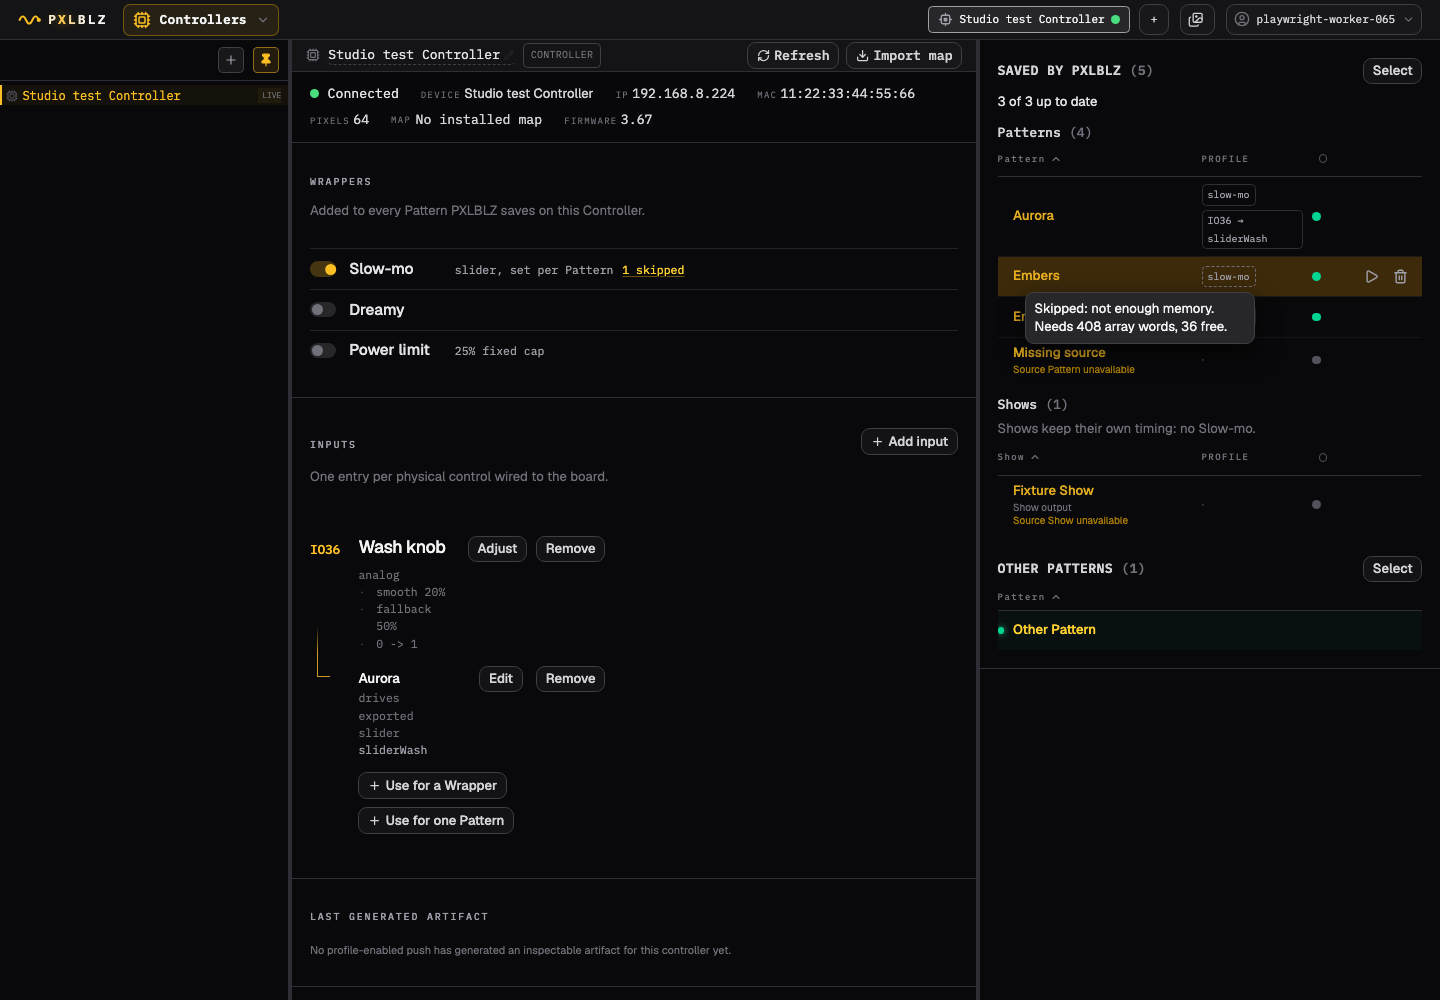 PXLBLZ
Controllers
Studio test Controller
+
playwright-worker-065
+
Studio test Controller
LIVE
Studio test Controller
CONTROLLER
Refresh
Import map
Connected
DEVICE Studio test Controller
IP 192.168.8.224
MAC 11:22:33:44:55:66
PIXELS 64
MAP No installed map
FIRMWARE 3.67
WRAPPERS
Added to every Pattern PXLBLZ saves on this Controller.
Slow-mo
slider, set per Pattern 1 skipped
Dreamy
Power limit
25% fixed cap
INPUTS
+ Add input
One entry per physical control wired to the board.
IO36
Wash knob
Adjust
Remove
analog
· smooth 20%
· fallback
50%
· 0 -> 1
Aurora
Edit
Remove
drives
exported
slider
sliderWash
+ Use for a Wrapper
+ Use for one Pattern
LAST GENERATED ARTIFACT
No profile-enabled push has generated an inspectable artifact for this controller yet.
SAVED BY PXLBLZ (5)
Select
3 of 3 up to date
Patterns (4)
Pattern
PROFILE
Aurora
slow-mo
IO36 →
sliderWash
Embers
slow-mo
Skipped: not enough memory.
Needs 408 array words, 36 free.
Missing source
Source Pattern unavailable
Shows (1)
Shows keep their own timing: no Slow-mo.
Show
PROFILE
Fixture Show
Show output
Source Show unavailable
OTHER PATTERNS (1)
Select
Pattern
Other Pattern